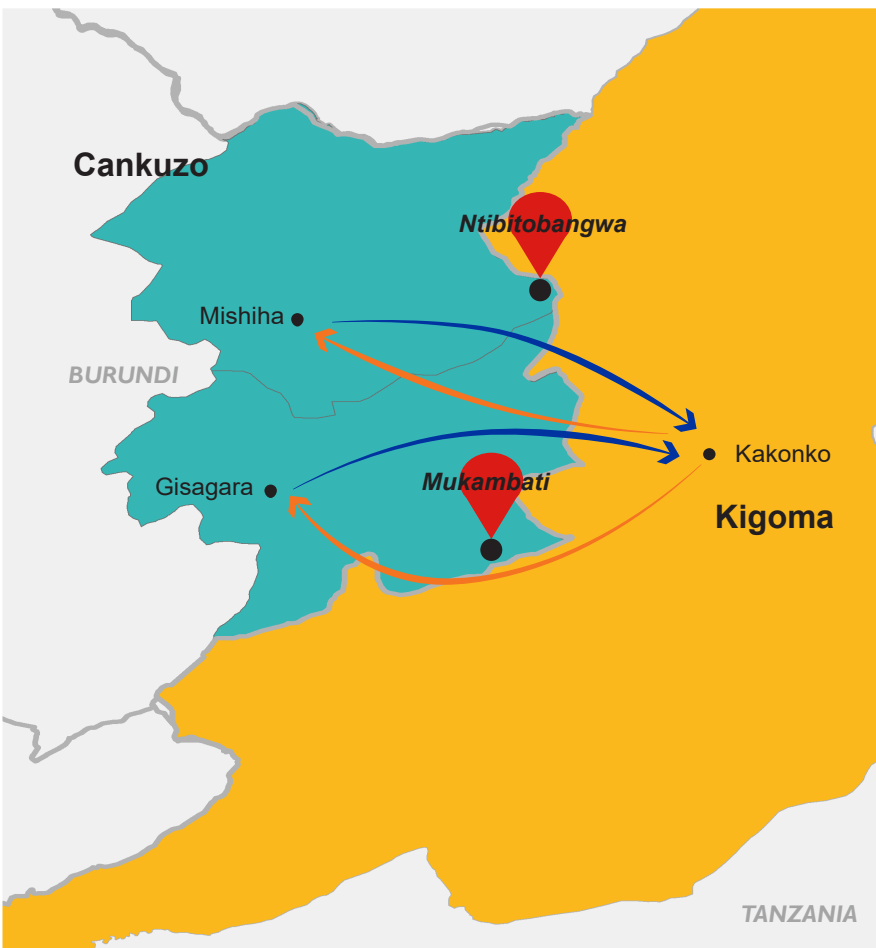 Cankuzo
Ntibitobangwa
Mishiha
BURUNDI
Kakonko
Mukambati
Gisagara
Kigoma
TANZANIA